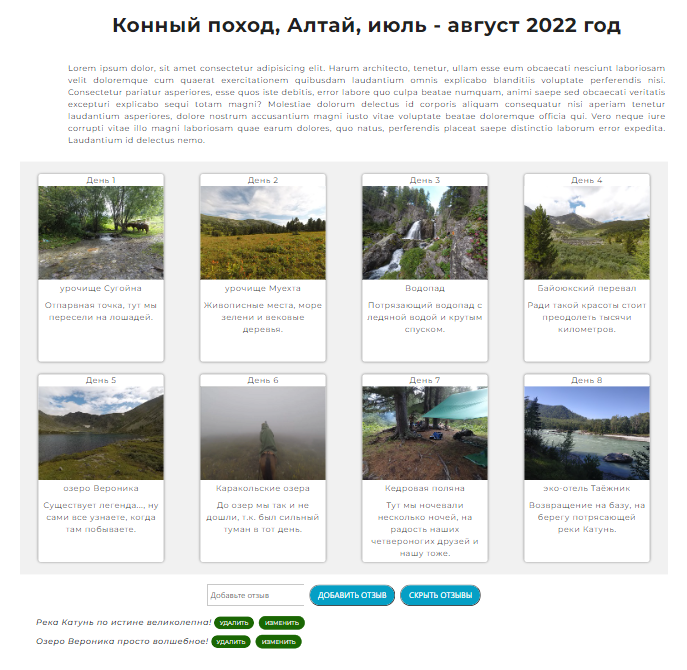 Конный поход, Алтай, июль - август 2022 год
Lorem ipsum dolor, sit amet consectetur adipisicing elit. Harum architecto, tenetur, ullam esse eum obcaecati nesciunt laboriosam
velit doloremque cum quaerat exercitationem quibusdam laudantium omnis explicabo blanditiis voluptate perferendis nisi.
Consectetur pariatur asperiores, esse quos iste debitis, error labore quo culpa beatae numquam, animi saepe sed obcaecati veritatis
excepturi explicabo sequi totam magni? Molestiae dolorum delectus id corporis aliquam consequatur nisi aperiam tenetur
laudantium asperiores, dolore nostrum accusantium magni iusto vitae voluptate beatae doloremque officia qui. Vero neque iure
corrupti vitae illo magni laboriosam quae earum dolores, quo natus, perferendis placeat saepe distinctio laborum error expedita.
Laudantium id delectus nemo.
День 1
урочище Сугойна
Отпарвная точка, тут мы
пересели на лошадей.
День 2
урочище Муехта
Живописные места, море
зелени и вековые
деревья.
День 3
Водопад
Потрязающий водопад с
ледяной водой и крутым
спуском.
День 4
Байоюкский перевал
Ради такой красоты стоит
преодолеть тысячи
километров.
День 5
озеро Вероника
Существует легенда..., ну
сами все узнаете, когда
там побываете.
День 6
Каракольские озера
До озер мы так и не
дошли, т.к. был сильный
туман в тот день.
День 7
Кедровая поляна
Тут мы ночевали
несколько ночей, на
радость наших
четвероногих друзей и
нашу тоже.
День 8
эко-отель Таёжник
Возвращение на базу, на
берегу потрясающей
реки Катунь.
Добавьте отзыв
ДОБАВИТЬ ОТЗЫВ
СКРЫТЬ ОТЗЫВЫ
Река Катунь по истине великолепна! УДАЛИТЬ ИЗМЕНИТЬ
Озеро Вероника просто волшебное! УДАЛИТЬ ИЗМЕНИТЬ